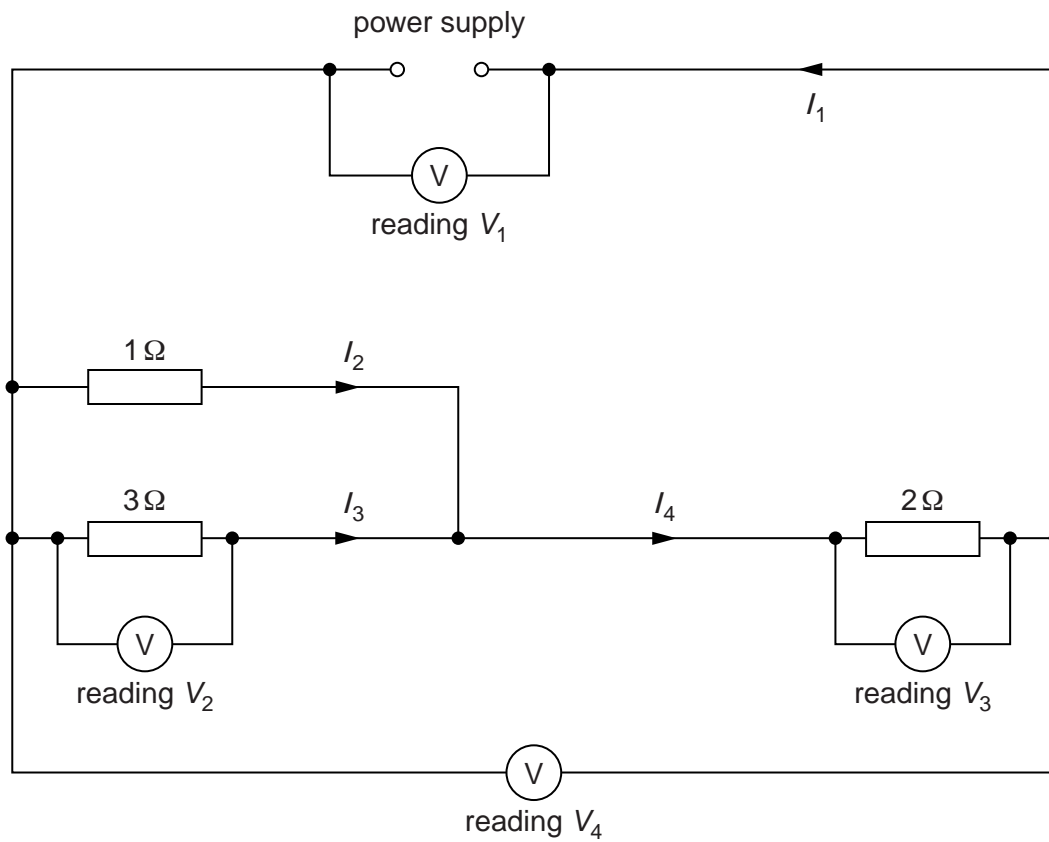 power supply
I1
V
reading V1
1 Ω
I2
3 Ω
I3
I4
2 Ω
V
V
reading V2
reading V3
V
reading V4